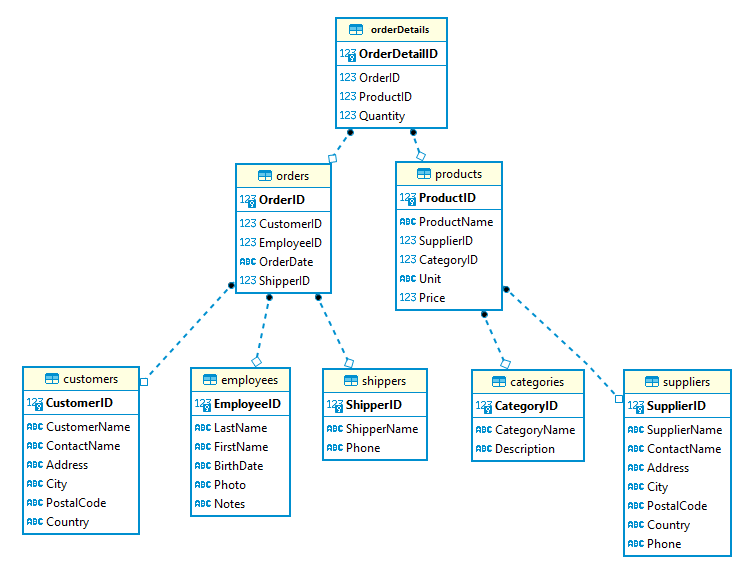 orderDetails
123 OrderDetailID
123 OrderID
123 ProductID
123 Quantity
orders
123 OrderID
123 CustomerID
123 EmployeeID
ABC OrderDate
123 ShipperID
products
123 ProductID
ABC ProductName
123 SupplierID
123 CategoryID
ABC Unit
123 Price
customers
123 CustomerID
ABC CustomerName
ABC ContactName
ABC Address
ABC City
ABC PostalCode
ABC Country
employees
123 EmployeeID
ABC LastName
ABC FirstName
ABC BirthDate
ABC Photo
ABC Notes
shippers
123 ShipperID
ABC ShipperName
ABC Phone
categories
123 CategoryID
ABC CategoryName
ABC Description
suppliers
123 SupplierID
ABC SupplierName
ABC ContactName
ABC Address
ABC City
ABC PostalCode
ABC Country
ABC Phone